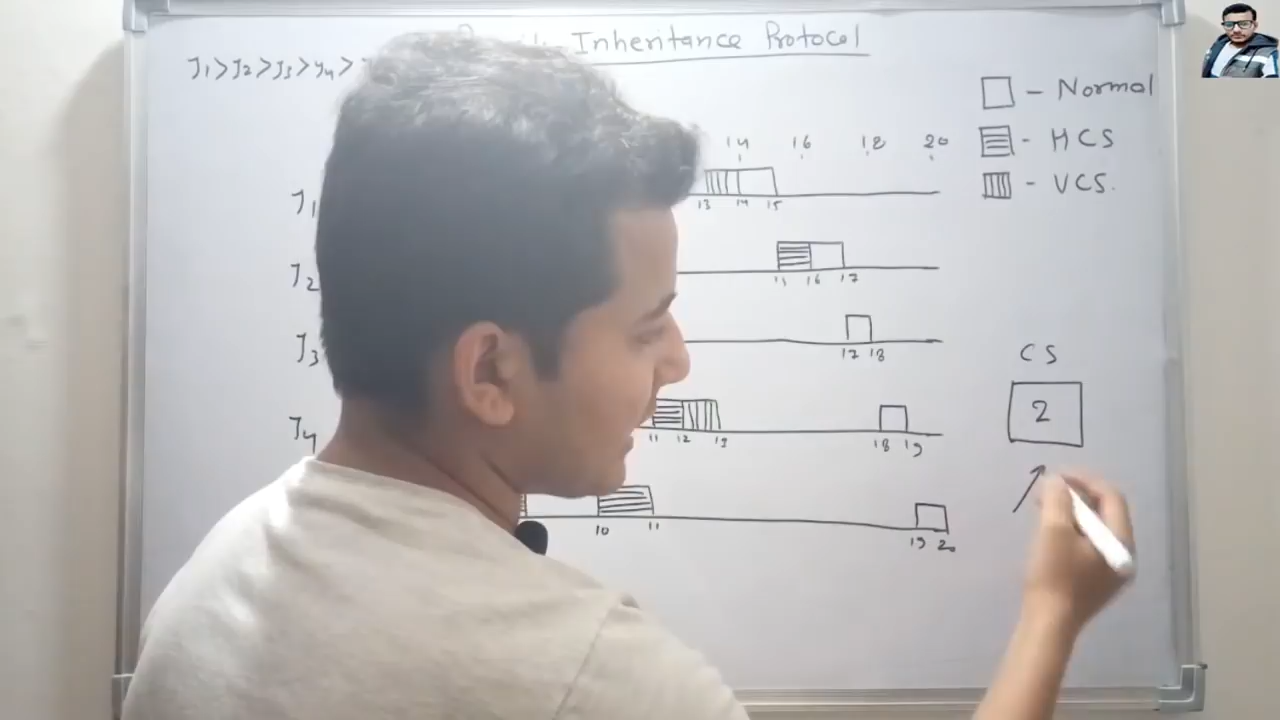 Inheritance Protocol
J1 > J2 > J3 > J4 >
- Normal
- HCS
- VCS.
14 16 18 20
J1
13 14 15
J2
15 16 17
J3
17 18
CS
2
J4
11 12 13 18 19
10 11 19 20